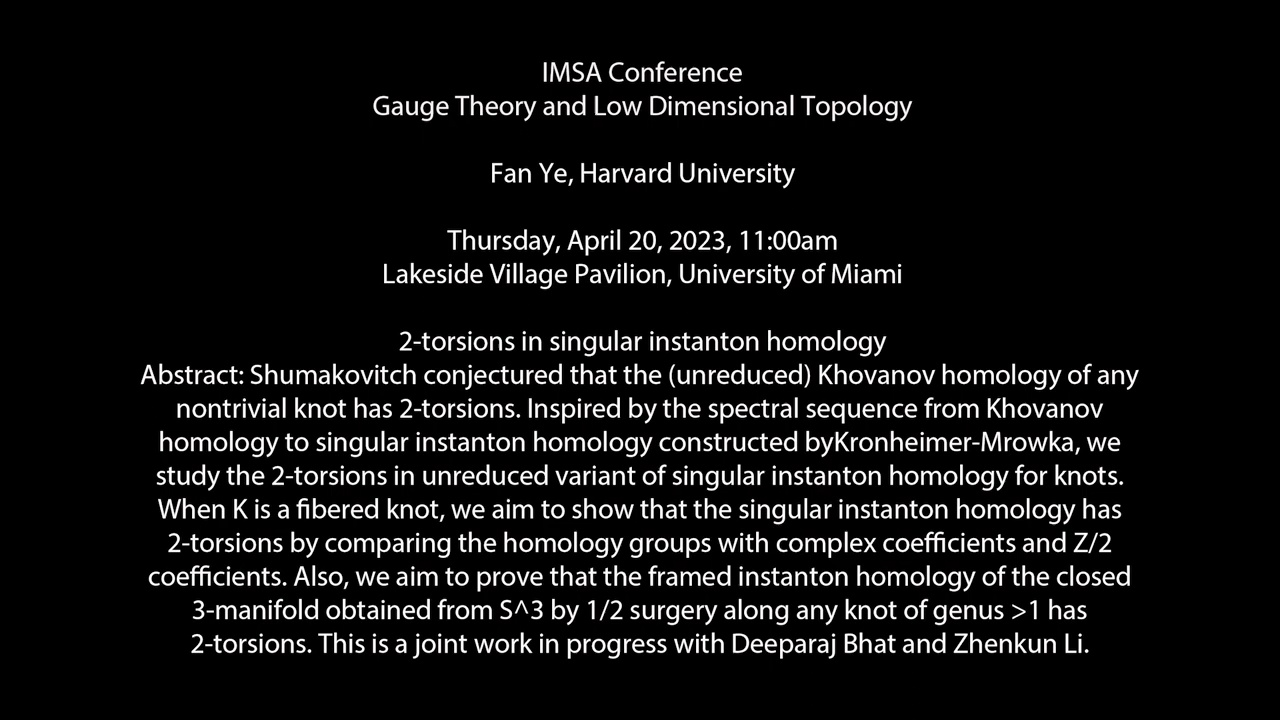 IMSA Conference
Gauge Theory and Low Dimensional Topology
Fan Ye, Harvard University
Thursday, April 20, 2023, 11:00am
Lakeside Village Pavilion, University of Miami
2-torsions in singular instanton homology
Abstract: Shumakovitch conjectured that the (unreduced) Khovanov homology of any
nontrivial knot has 2-torsions. Inspired by the spectral sequence from Khovanov
homology to singular instanton homology constructed byKronheimer-Mrowka, we
study the 2-torsions in unreduced variant of singular instanton homology for knots.
When K is a fibered knot, we aim to show that the singular instanton homology has
2-torsions by comparing the homology groups with complex coefficients and Z/2
coefficients. Also, we aim to prove that the framed instanton homology of the closed
3-manifold obtained from S^3 by 1/2 surgery along any knot of genus >1 has
2-torsions. This is a joint work in progress with Deeparaj Bhat and Zhenkun Li.